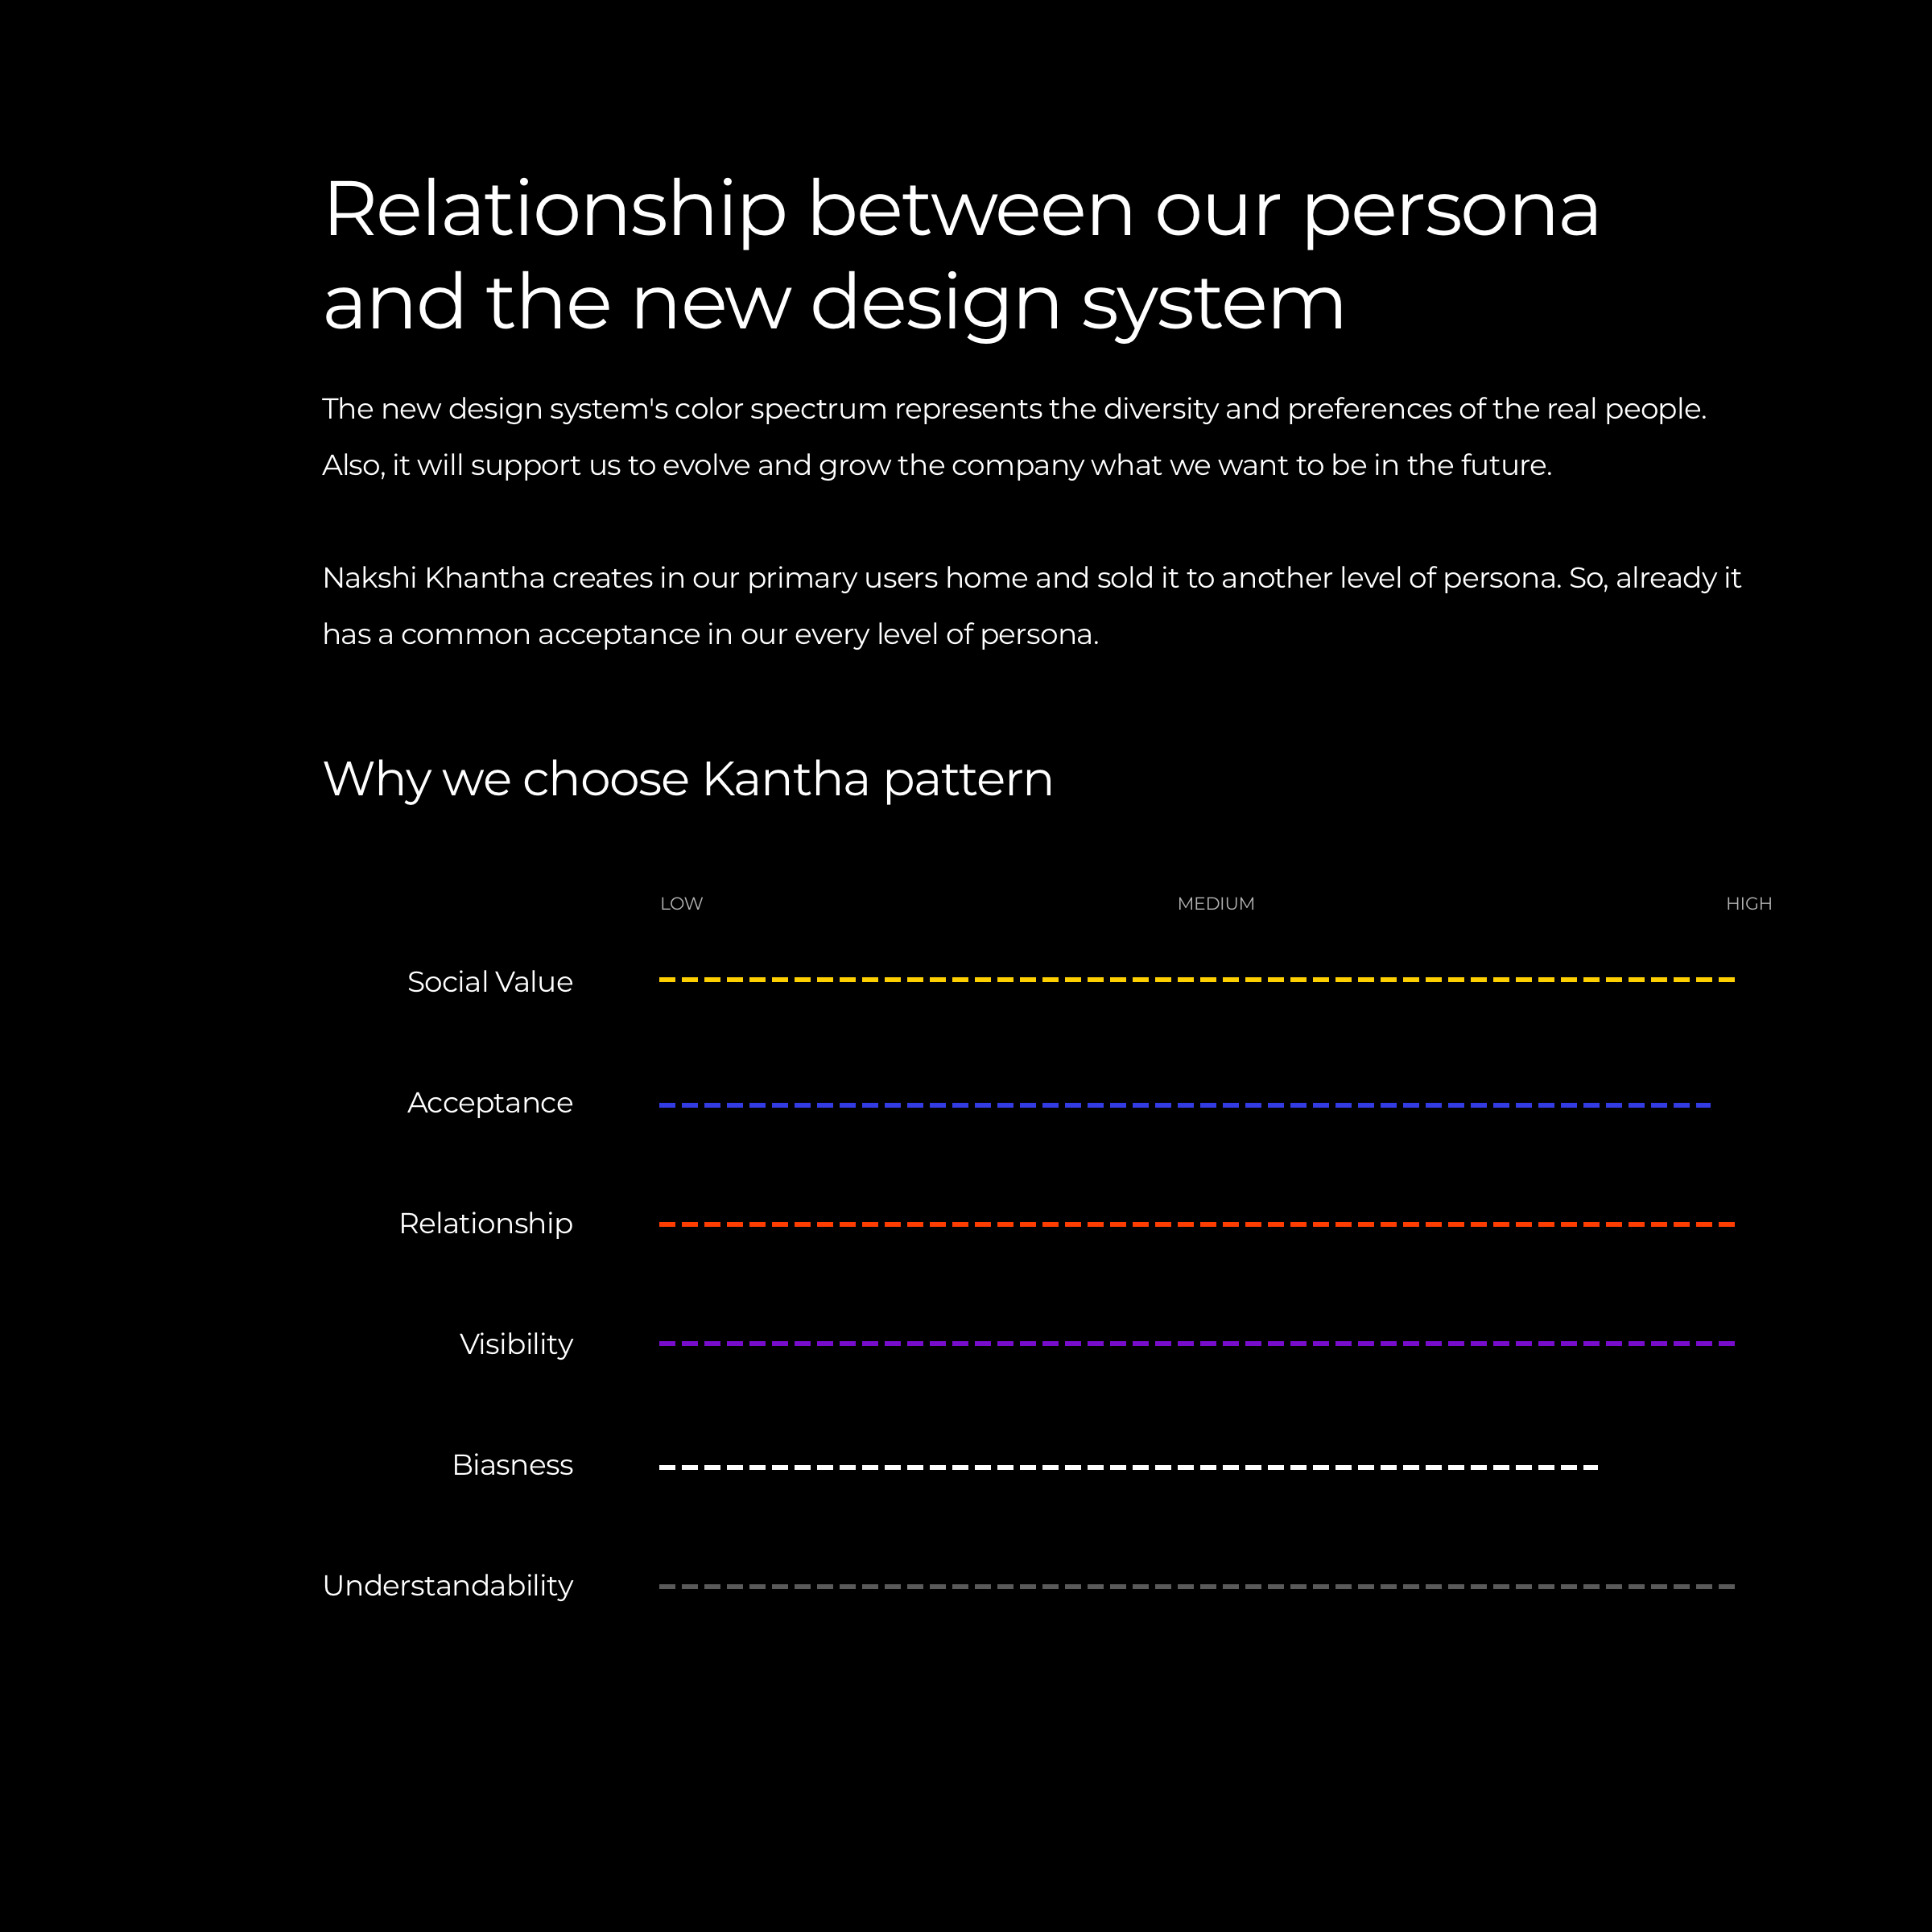 Relationship between our persona
and the new design system
The new design system's color spectrum represents the diversity and preferences of the real people.
Also, it will support us to evolve and grow the company what we want to be in the future.
Nakshi Khantha creates in our primary users home and sold it to another level of persona. So, already it
has a common acceptance in our every level of persona.
Why we choose Kantha pattern
LOW MEDIUM HIGH
Social Value
Acceptance
Relationship
Visibility
Biasness
Understandability